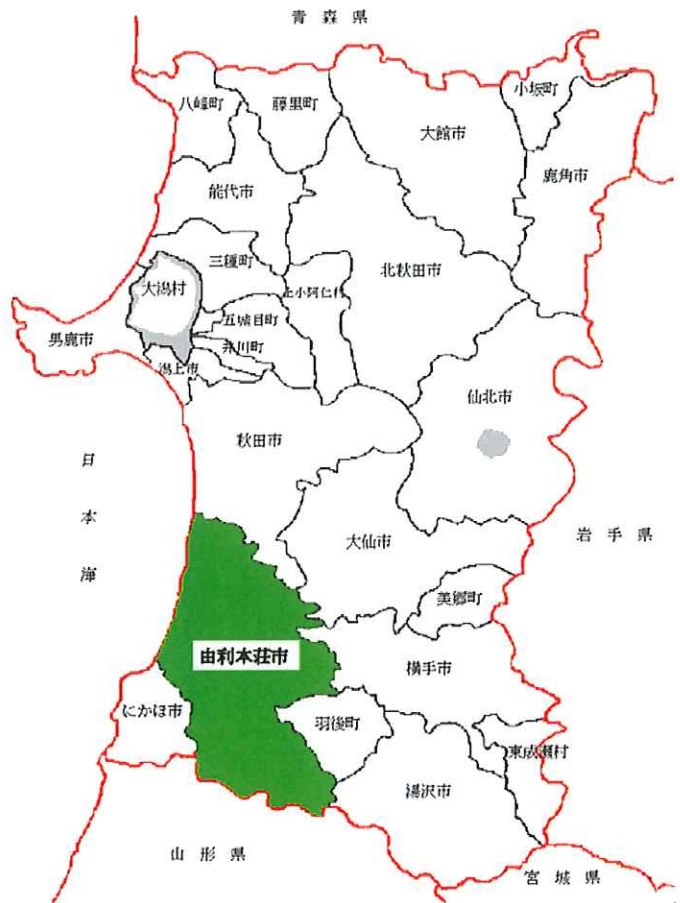 青森県
八峰町
藤里町
大館市
小坂町
鹿角市
能代市
三種町
北秋田市
大潟村
上小阿仁村
五城目町
男鹿市
井川町
潟上市
仙北市
秋田市
日本海
大仙市
岩手県
美郷町
由利本荘市
横手市
にかほ市
羽後町
東成瀬村
湯沢市
山形県
宮城県